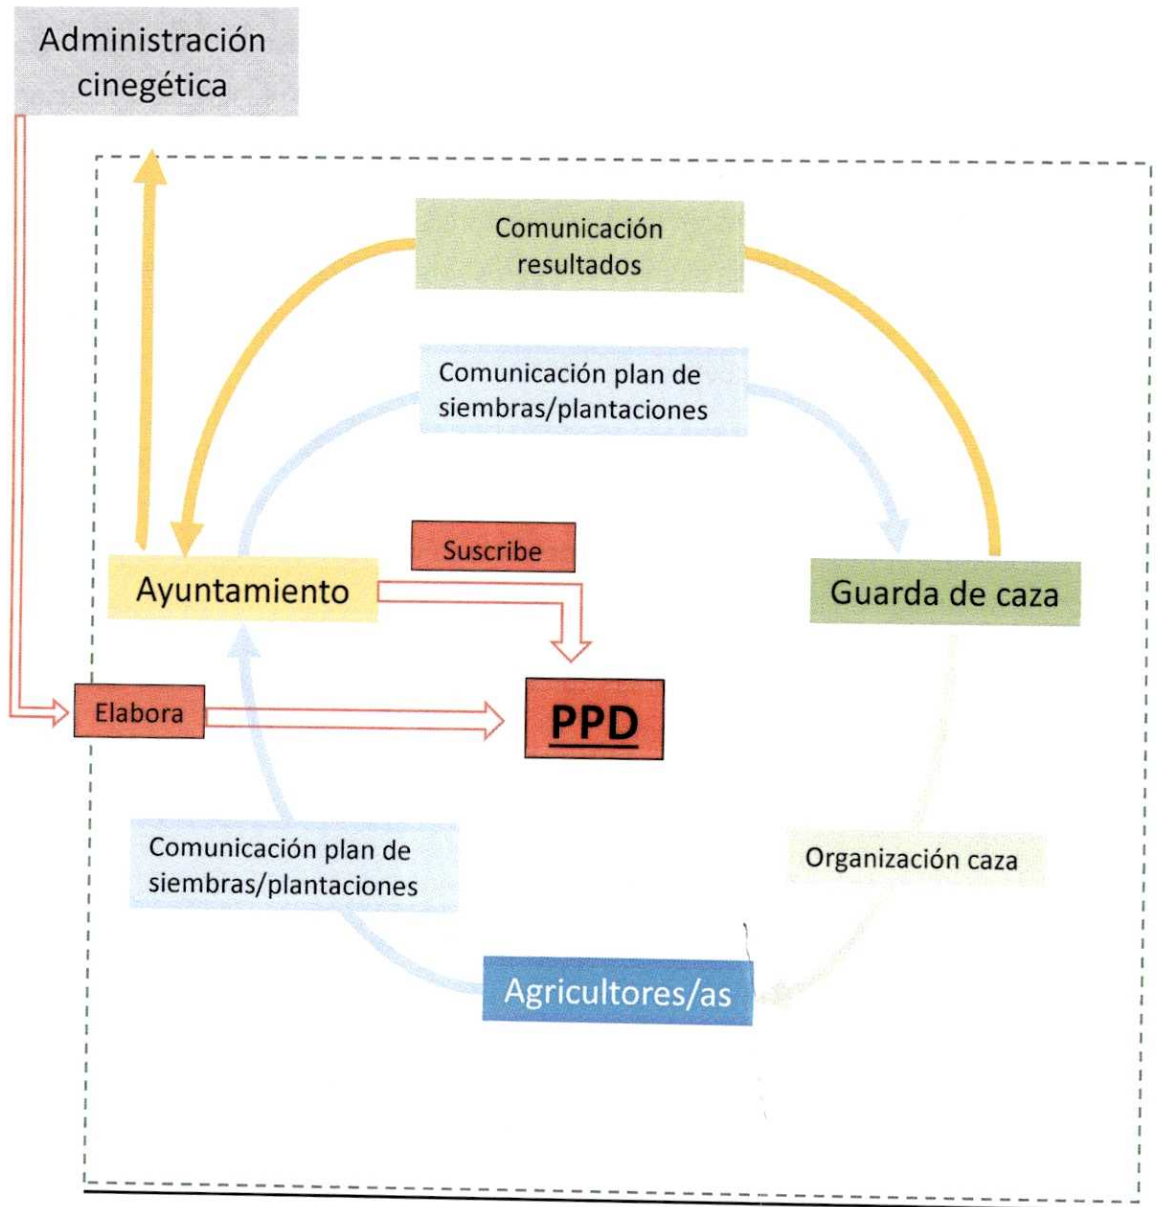 Administración
cinegética
Comunicación
resultados
Comunicación plan de
siembras/plantaciones
Suscribe
Ayuntamiento
Guarda de caza
Elabora
PPD
Comunicación plan de
siembras/plantaciones
Organización caza
Agricultores/as